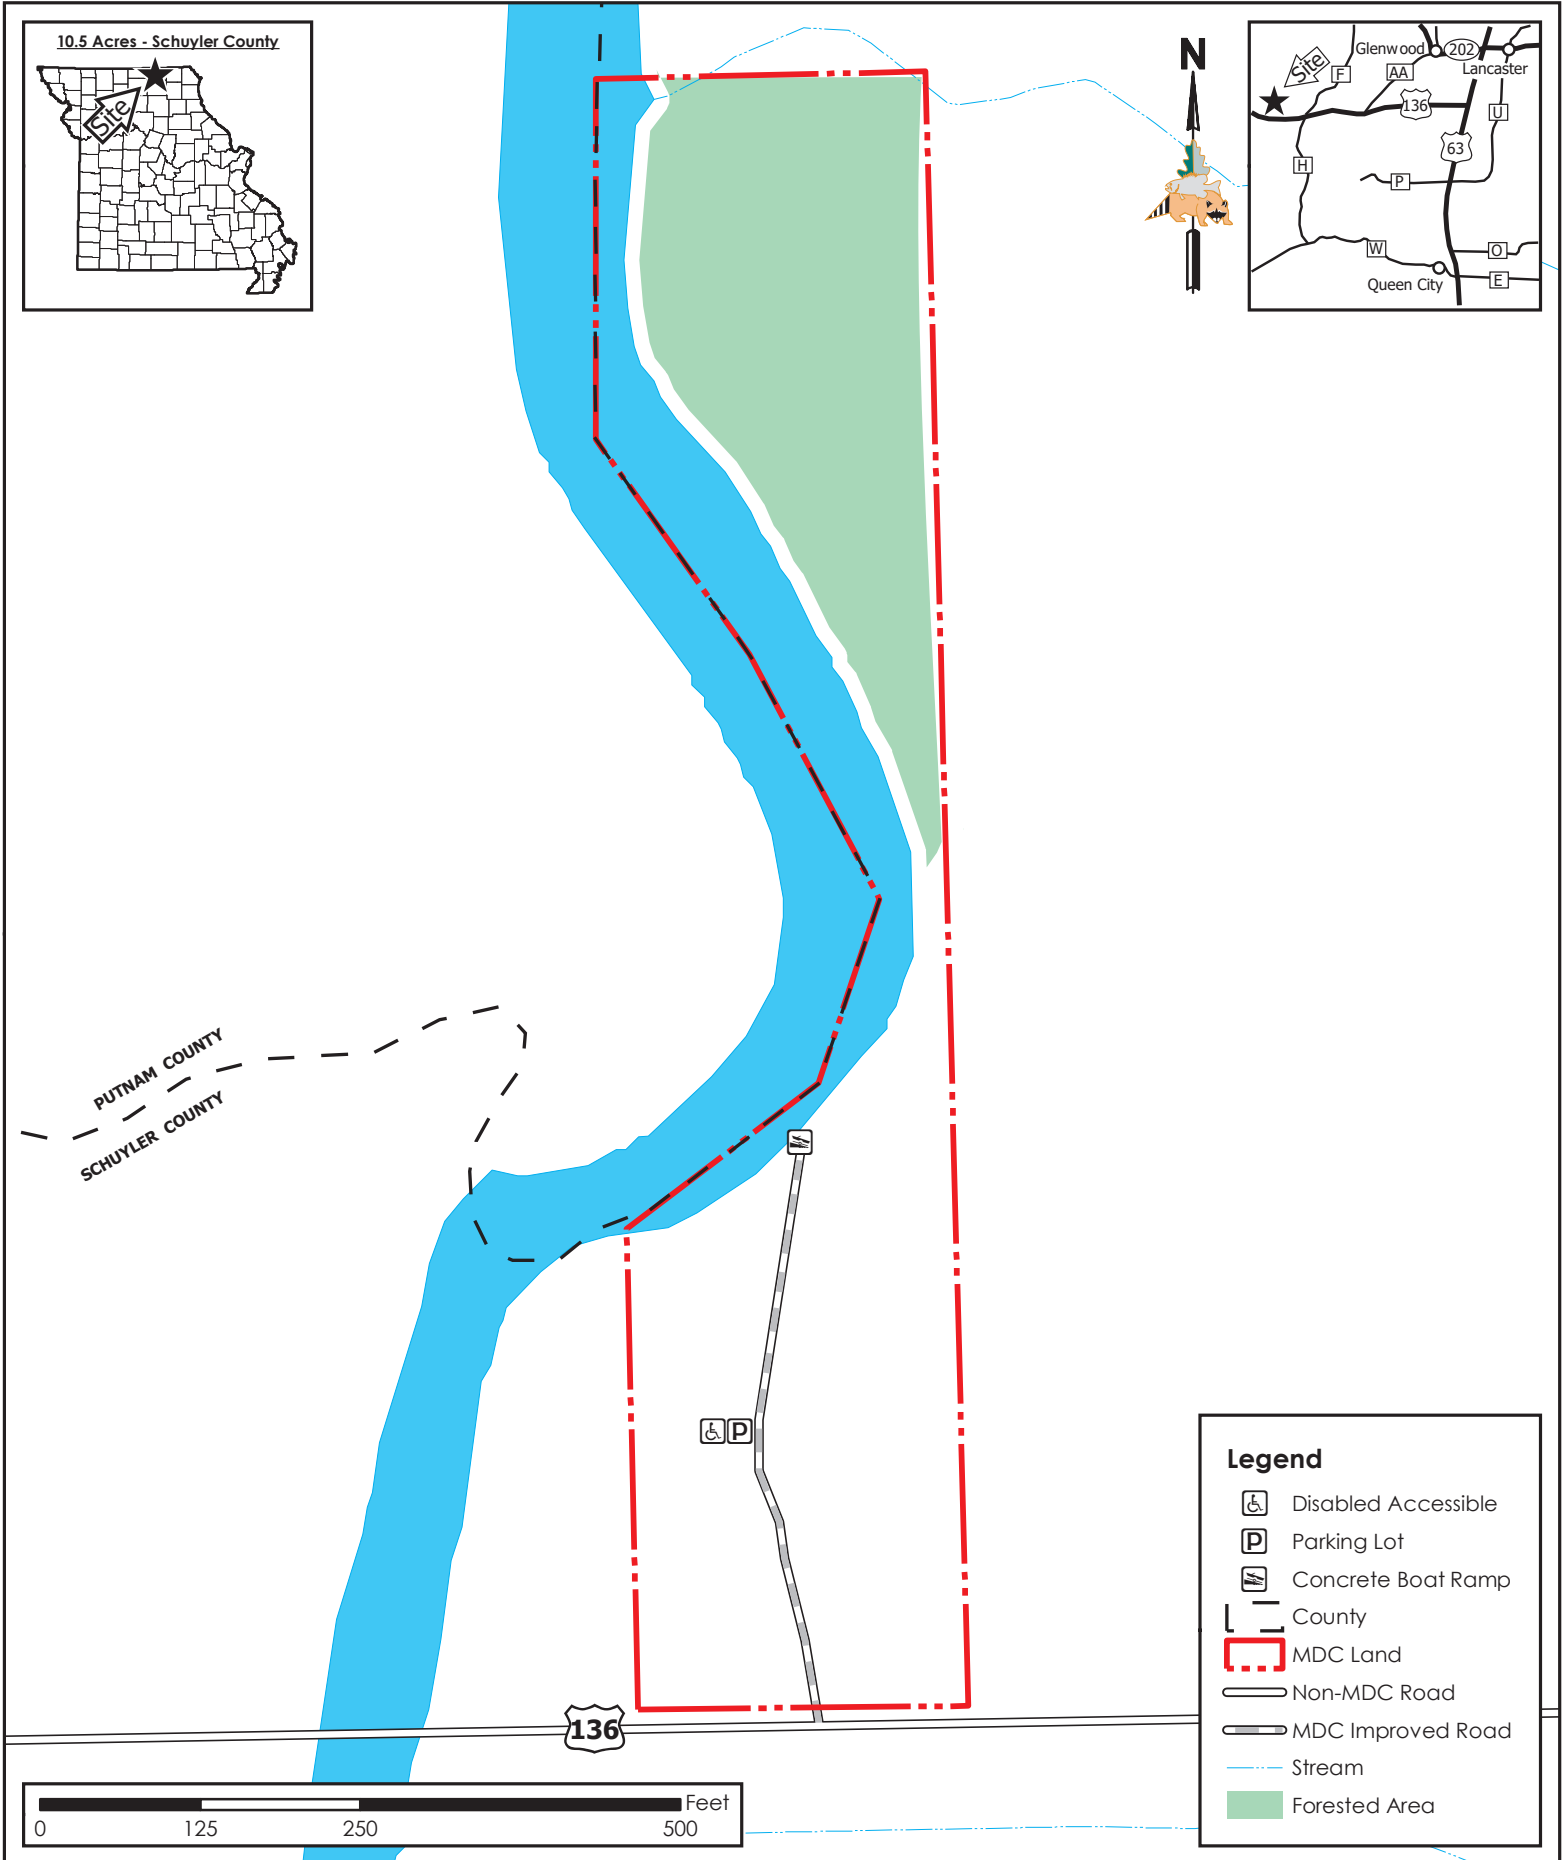 10.5 Acres - Schuyler County
Site
N
Site
Glenwood
202
Lancaster
F
AA
136
U
63
H
P
W
O
Queen City
E
PUTNAM COUNTY
SCHUYLER COUNTY
P
136
Legend
Disabled Accessible
P Parking Lot
Concrete Boat Ramp
County
MDC Land
Non-MDC Road
MDC Improved Road
Stream
Forested Area
Feet
0 125 250 500